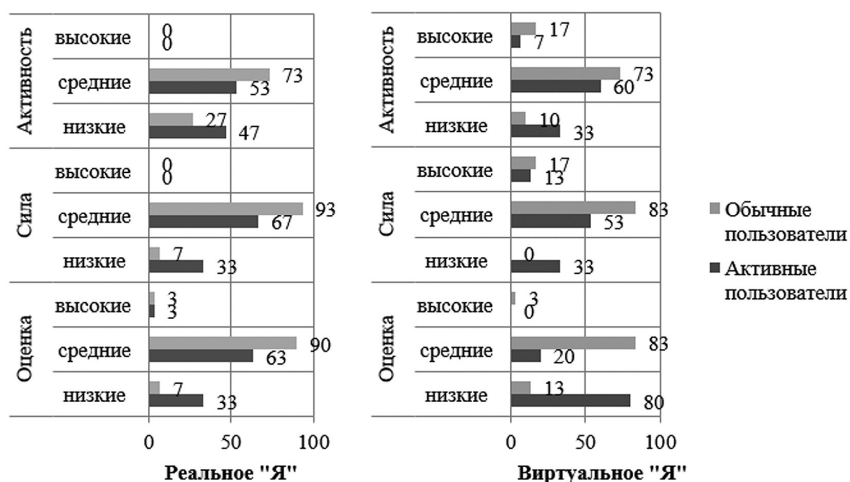 Активность
высокие
0
0
средние
73
53
низкие
27
47
Сила
высокие
0
0
средние
93
67
низкие
7
33
Оценка
высокие
3
3
средние
90
63
низкие
7
33
0 50 100
Реальное "Я"
Активность
высокие
17
7
средние
73
60
низкие
10
33
Сила
высокие
17
13
средние
83
53
низкие
0
33
Оценка
высокие
3
0
средние
83
20
низкие
13
80
0 50 100
Виртуальное "Я"
Обычные
пользователи
Активные
пользователи